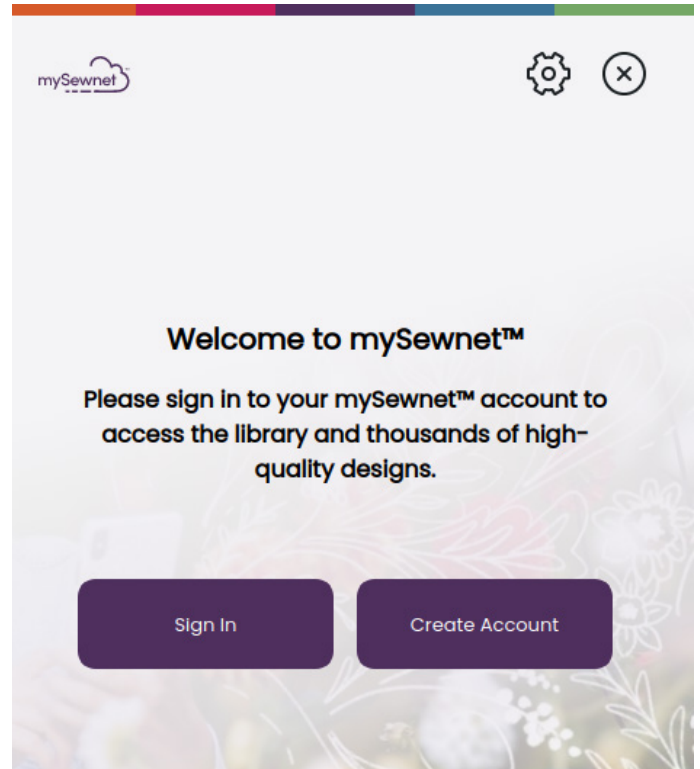 mySewnet™
Welcome to mySewnet™
Please sign in to your mySewnet™ account to
access the library and thousands of high-
quality designs.
Sign In
Create Account